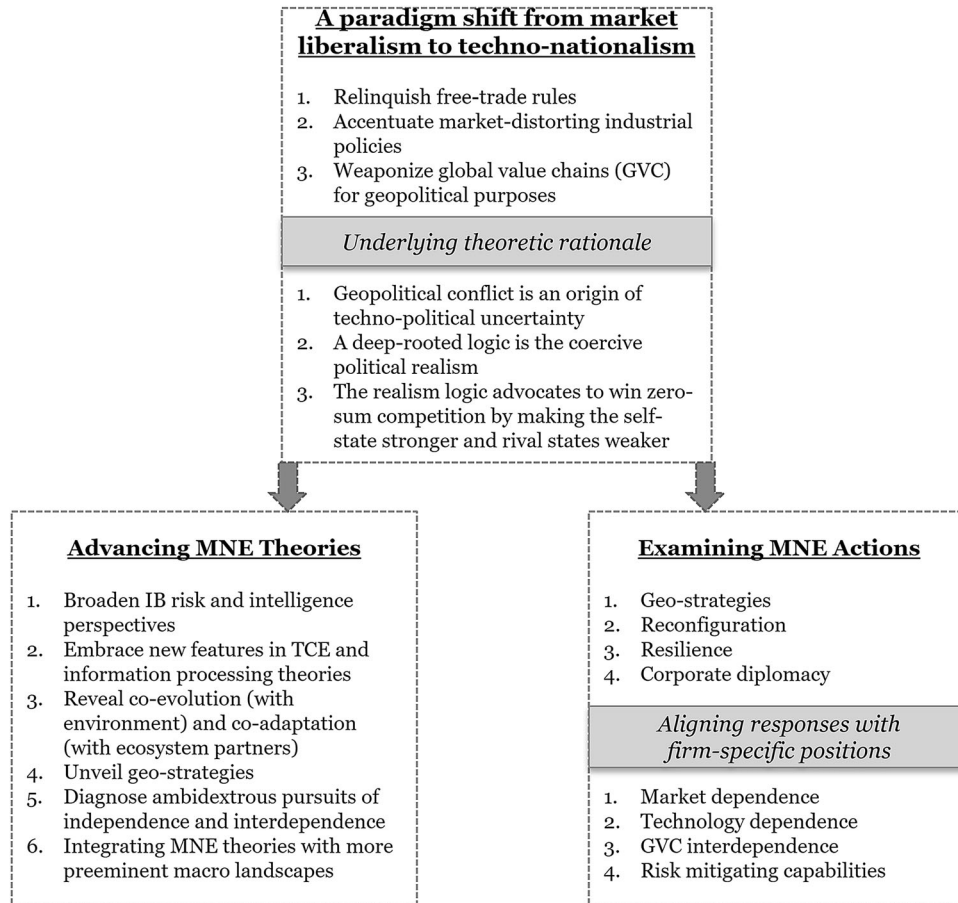 A paradigm shift from market
liberalism to techno-nationalism
1. Relinquish free-trade rules
2. Accentuate market-distorting industrial
policies
3. Weaponize global value chains (GVC)
for geopolitical purposes
Underlying theoretic rationale
1. Geopolitical conflict is an origin of
techno-political uncertainty
2. A deep-rooted logic is the coercive
political realism
3. The realism logic advocates to win zero-
sum competition by making the self-
state stronger and rival states weaker
Advancing MNE Theories
1. Broaden IB risk and intelligence
perspectives
2. Embrace new features in TCE and
information processing theories
3. Reveal co-evolution (with
environment) and co-adaptation
(with ecosystem partners)
4. Unveil geo-strategies
5. Diagnose ambidextrous pursuits of
independence and interdependence
6. Integrating MNE theories with more
preeminent macro landscapes
Examining MNE Actions
1. Geo-strategies
2. Reconfiguration
3. Resilience
4. Corporate diplomacy
Aligning responses with
firm-specific positions
1. Market dependence
2. Technology dependence
3. GVC interdependence
4. Risk mitigating capabilities